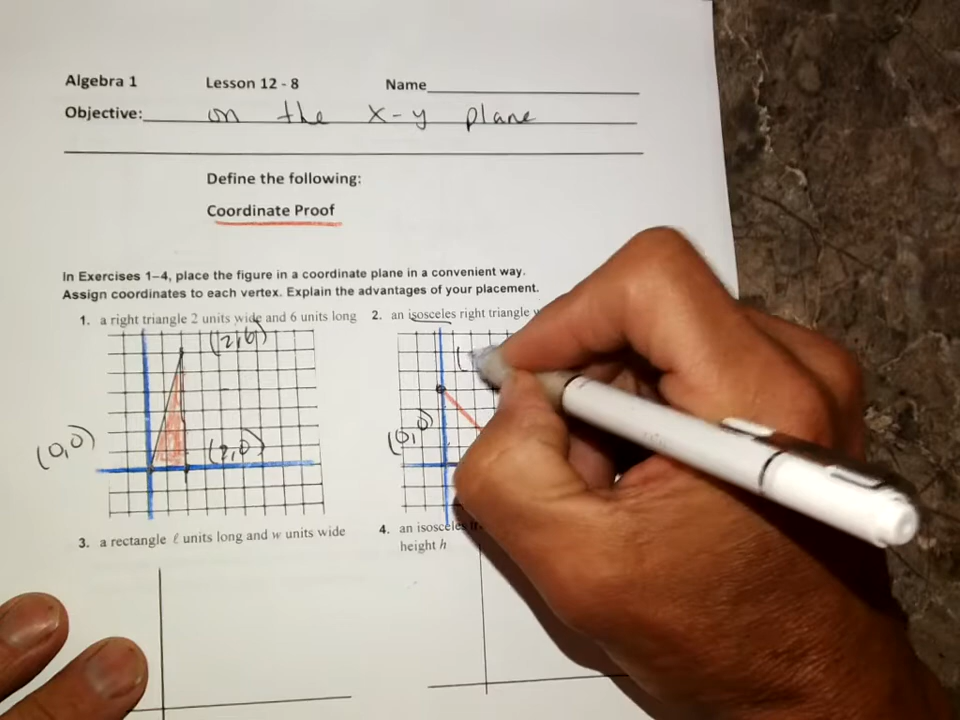 Algebra 1 Lesson 12 - 8 Name
Objective: on the x-y plane
Define the following:
Coordinate Proof
In Exercises 1–4, place the figure in a coordinate plane in a convenient way.
Assign coordinates to each vertex. Explain the advantages of your placement.
1. a right triangle 2 units wide and 6 units long
(2,6)
(0,0)
(2,0)
2. an isosceles right triangle
(
(0,0)
3. a rectangle ℓ units long and w units wide
4. an isosceles
height h